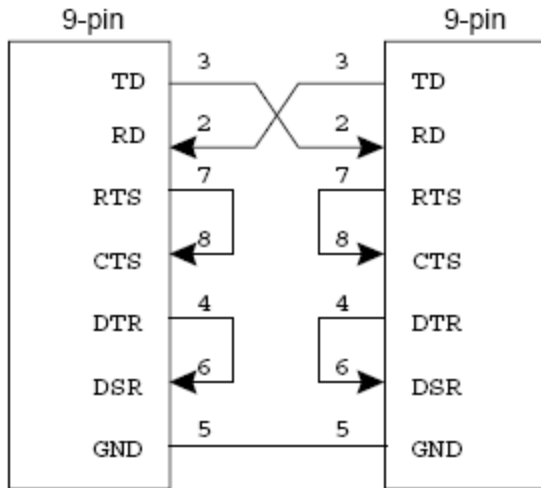 9-pin 9-pin
3 3
TD TD
2 2
RD RD
7 7
RTS RTS
8 8
CTS CTS
4 4
DTR DTR
6 6
DSR DSR
5 5
GND GND